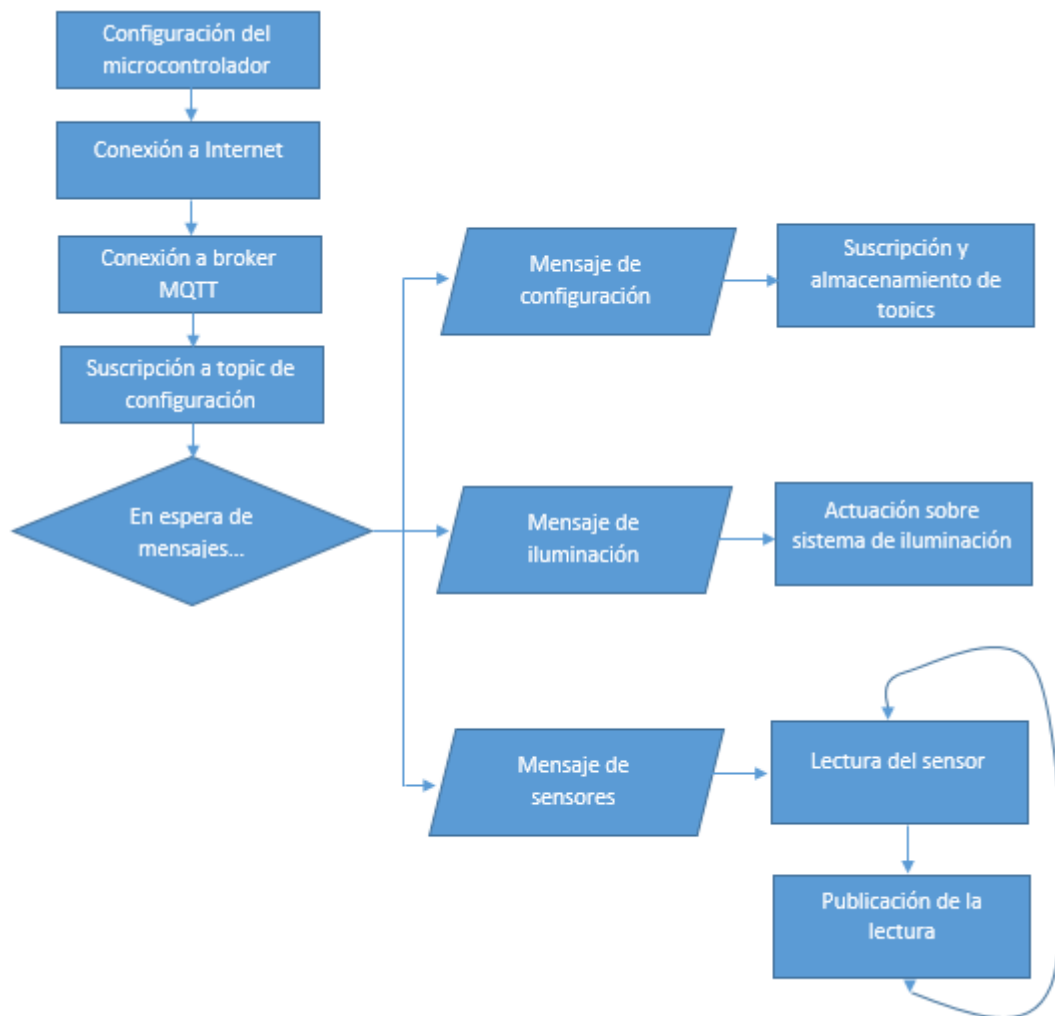 Configuración del
microcontrolador
Conexión a Internet
Conexión a broker
MQTT
Suscripción a topic de
configuración
En espera de
mensajes...
Mensaje de
configuración
Suscripción y
almacenamiento de
topics
Mensaje de
iluminación
Actuación sobre
sistema de iluminación
Mensaje de
sensores
Lectura del sensor
Publicación de la
lectura